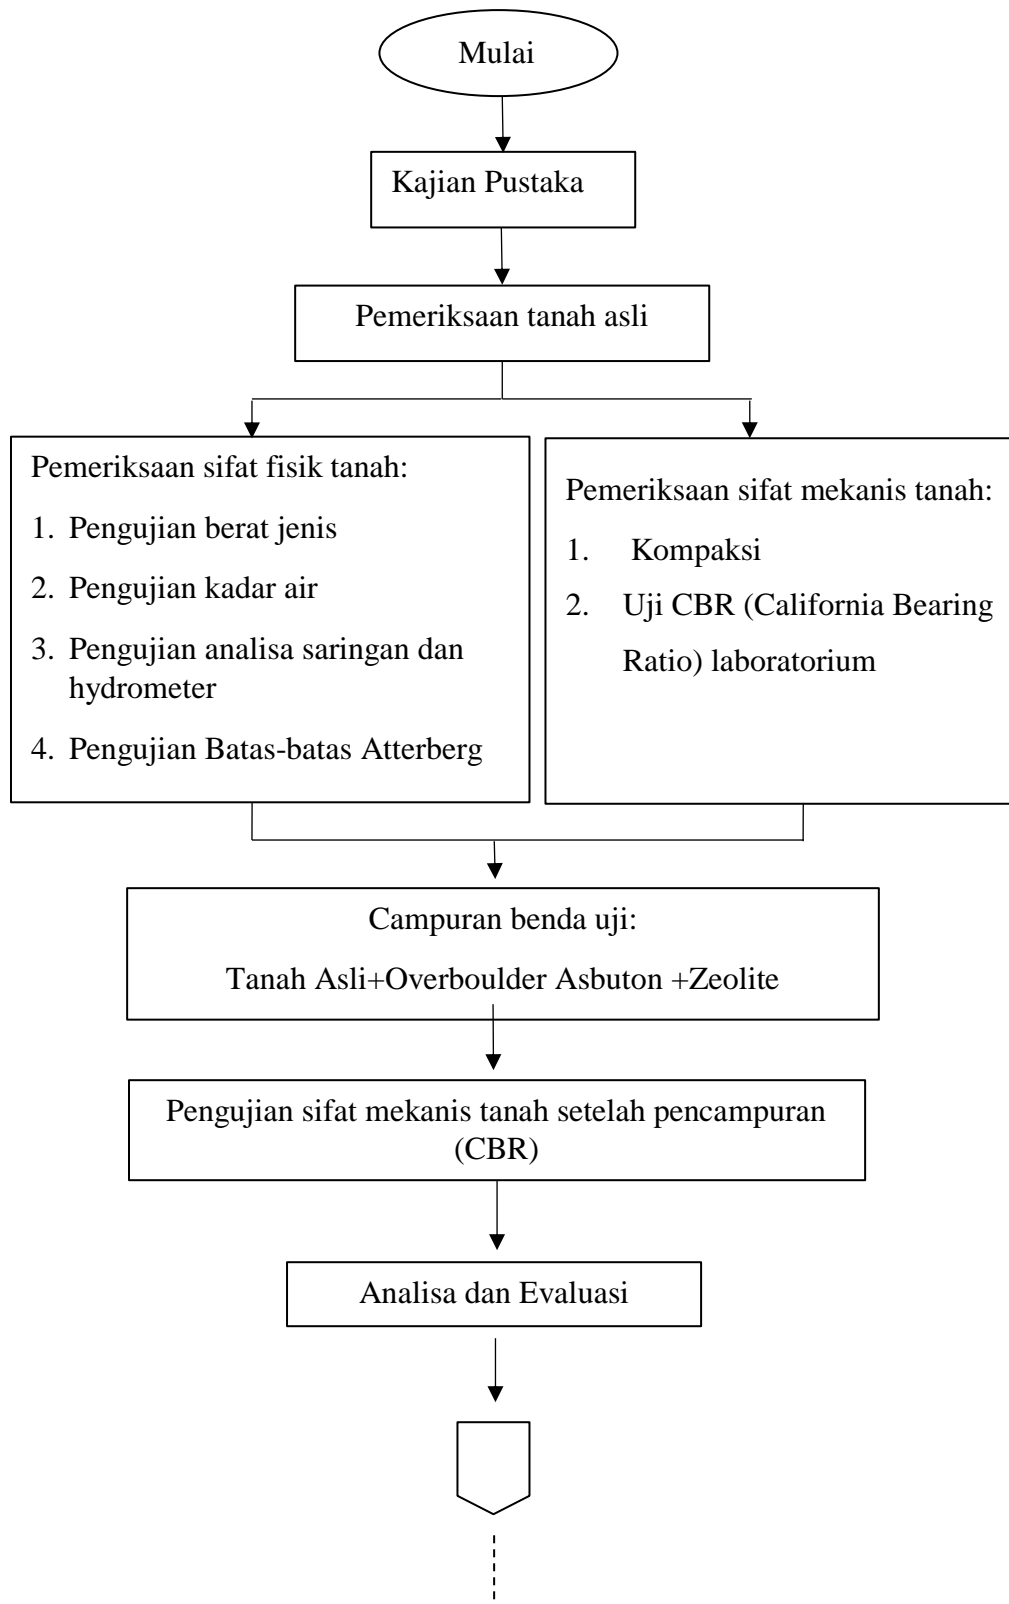 Mulai
Kajian Pustaka
Pemeriksaan tanah asli
Pemeriksaan sifat fisik tanah:
1. Pengujian berat jenis
2. Pengujian kadar air
3. Pengujian analisa saringan dan
hydrometer
4. Pengujian Batas-batas Atterberg
Pemeriksaan sifat mekanis tanah:
1. Kompaksi
2. Uji CBR (California Bearing
Ratio) laboratorium
Campuran benda uji:
Tanah Asli+Overboulder Asbuton +Zeolite
Pengujian sifat mekanis tanah setelah pencampuran
(CBR)
Analisa dan Evaluasi